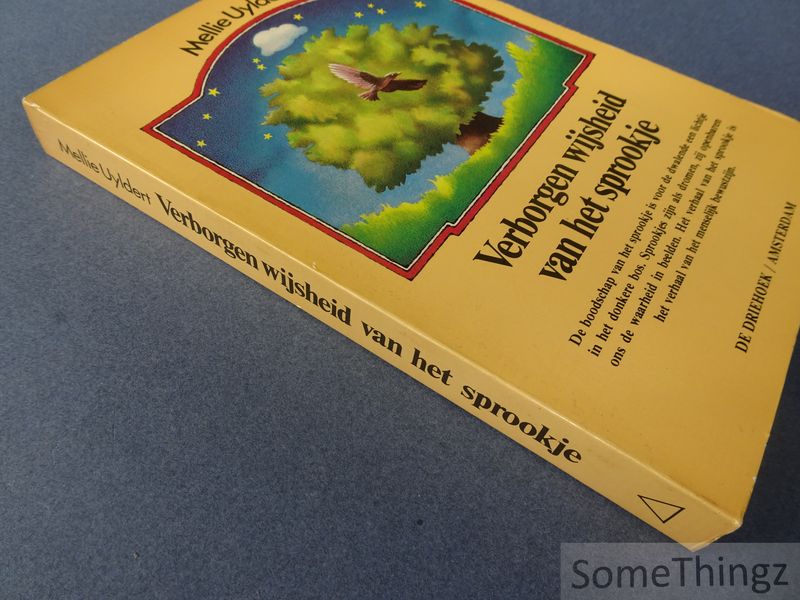 Mellie Uylder
Verborgen wijsheid
van het sprookje
De boodschap van het sprookje is voor de dwalende een lichtje
in het donkere bos. Sprookjes zijn als dromen, zij openbaren
ons de waarheid in beelden. Het verhaal van het sprookje is
het verhaal van het menselijk bewustzijn.
DE DRIEHOEK / AMSTERDAM
Mellie Uyldert Verborgen wijsheid van het sprookje
SomeThingz